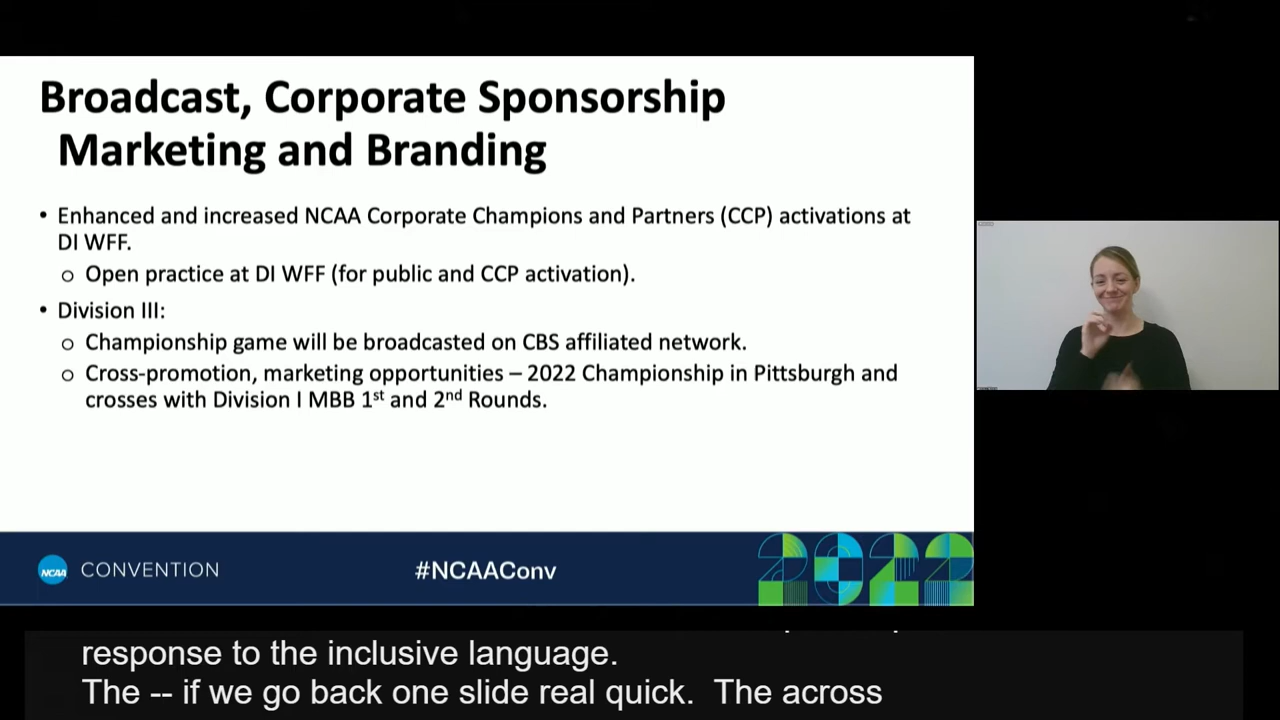 Broadcast, Corporate Sponsorship
Marketing and Branding
• Enhanced and increased NCAA Corporate Champions and Partners (CCP) activations at
DI WFF.
o Open practice at DI WFF (for public and CCP activation).
• Division III:
o Championship game will be broadcasted on CBS affiliated network.
o Cross-promotion, marketing opportunities – 2022 Championship in Pittsburgh and
crosses with Division I MBB 1st and 2nd Rounds.
NCAA CONVENTION
#NCAAConv
2022
response to the inclusive language.
The -- if we go back one slide real quick. The across